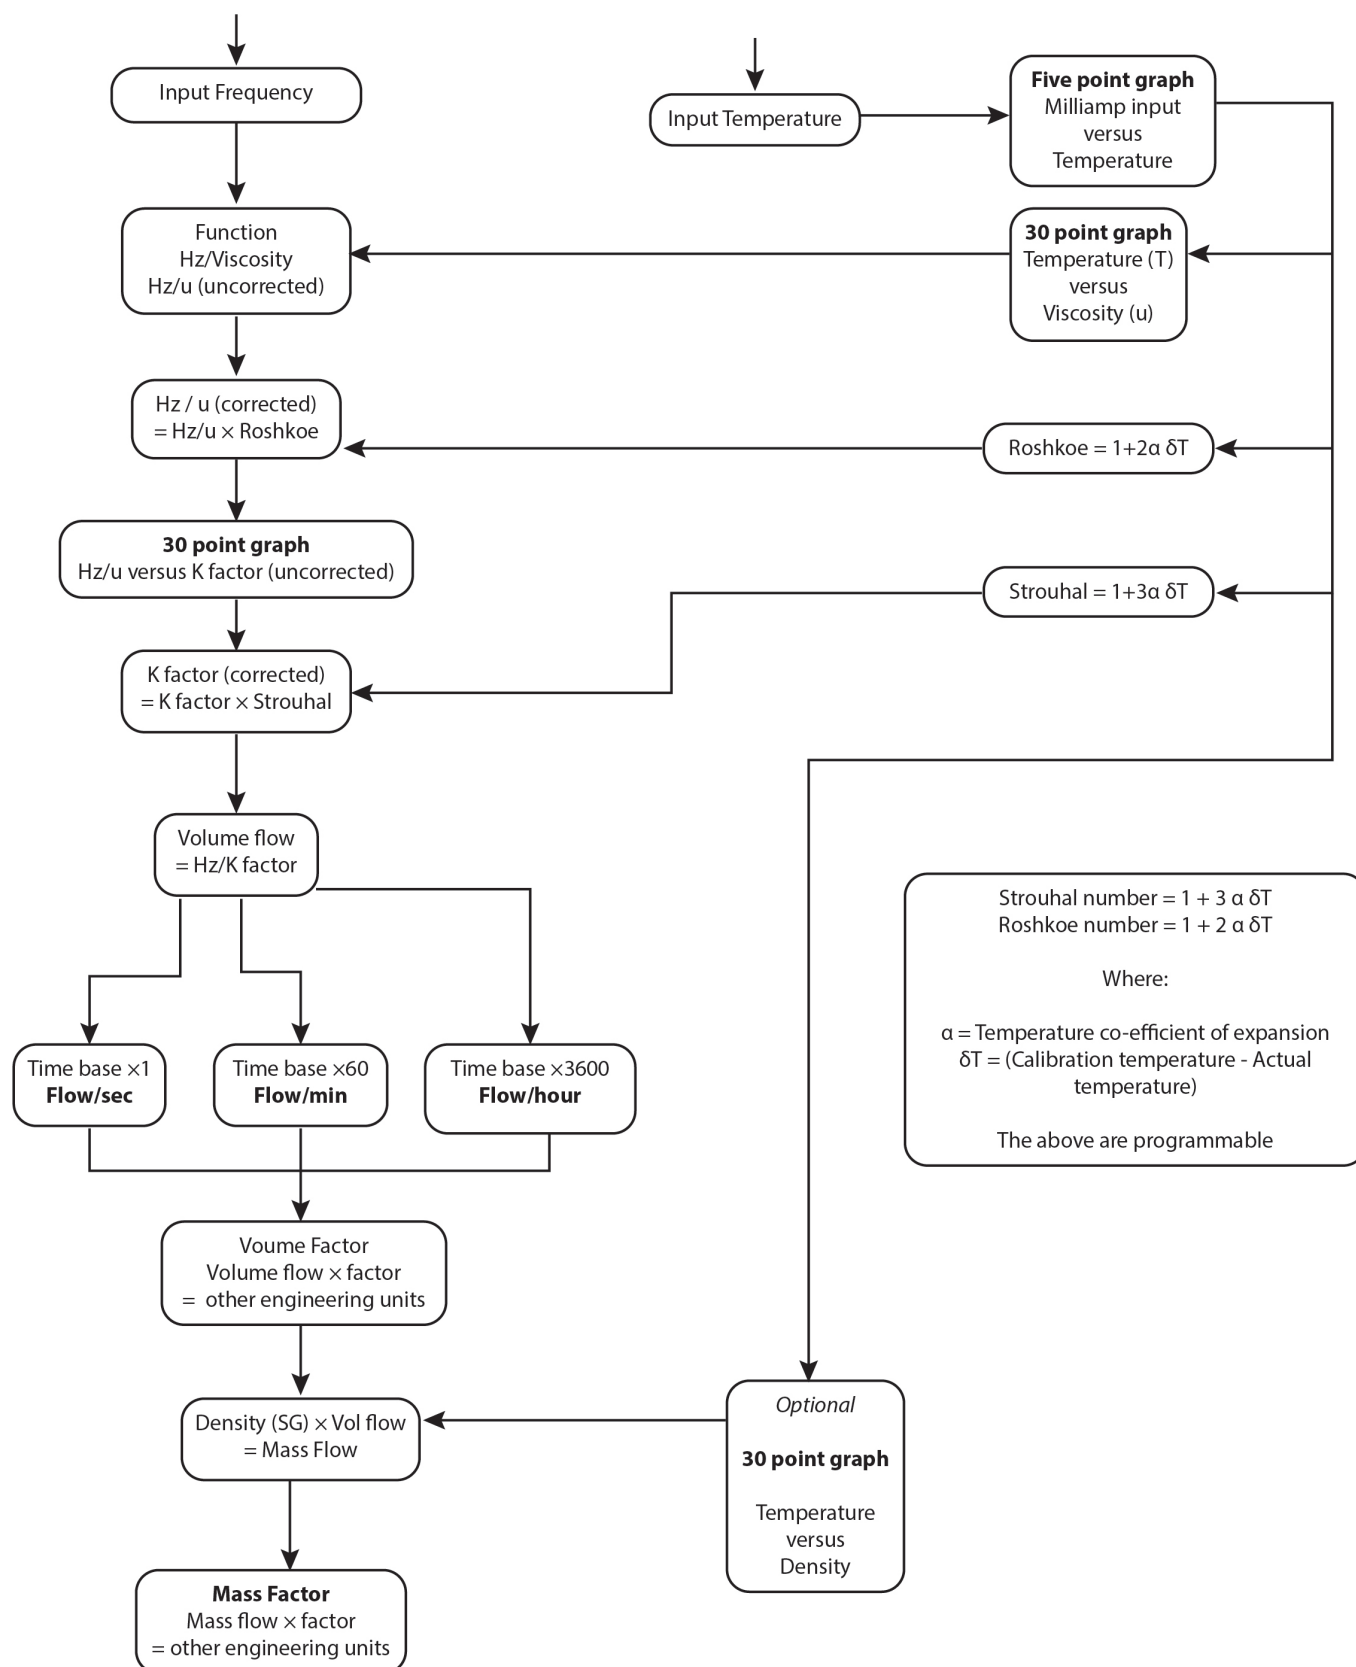 Input Frequency
Input Temperature
Five point graph
Milliamp input
versus
Temperature
Function
Hz/Viscosity
Hz/u (uncorrected)
30 point graph
Temperature (T)
versus
Viscosity (u)
Hz / u (corrected)
= Hz/u × Roshkoe
Roshkoe = 1+2α δT
30 point graph
Hz/u versus K factor (uncorrected)
Strouhal = 1+3α δT
K factor (corrected)
= K factor × Strouhal
Volume flow
= Hz/K factor
Strouhal number = 1 + 3 α δT
Roshkoe number = 1 + 2 α δT
Where:
α = Temperature co-efficient of expansion
δT = (Calibration temperature - Actual
temperature)
The above are programmable
Time base ×1
Flow/sec
Time base ×60
Flow/min
Time base ×3600
Flow/hour
Voume Factor
Volume flow × factor
= other engineering units
Density (SG) × Vol flow
= Mass Flow
Optional
30 point graph
Temperature
versus
Density
Mass Factor
Mass flow × factor
= other engineering units